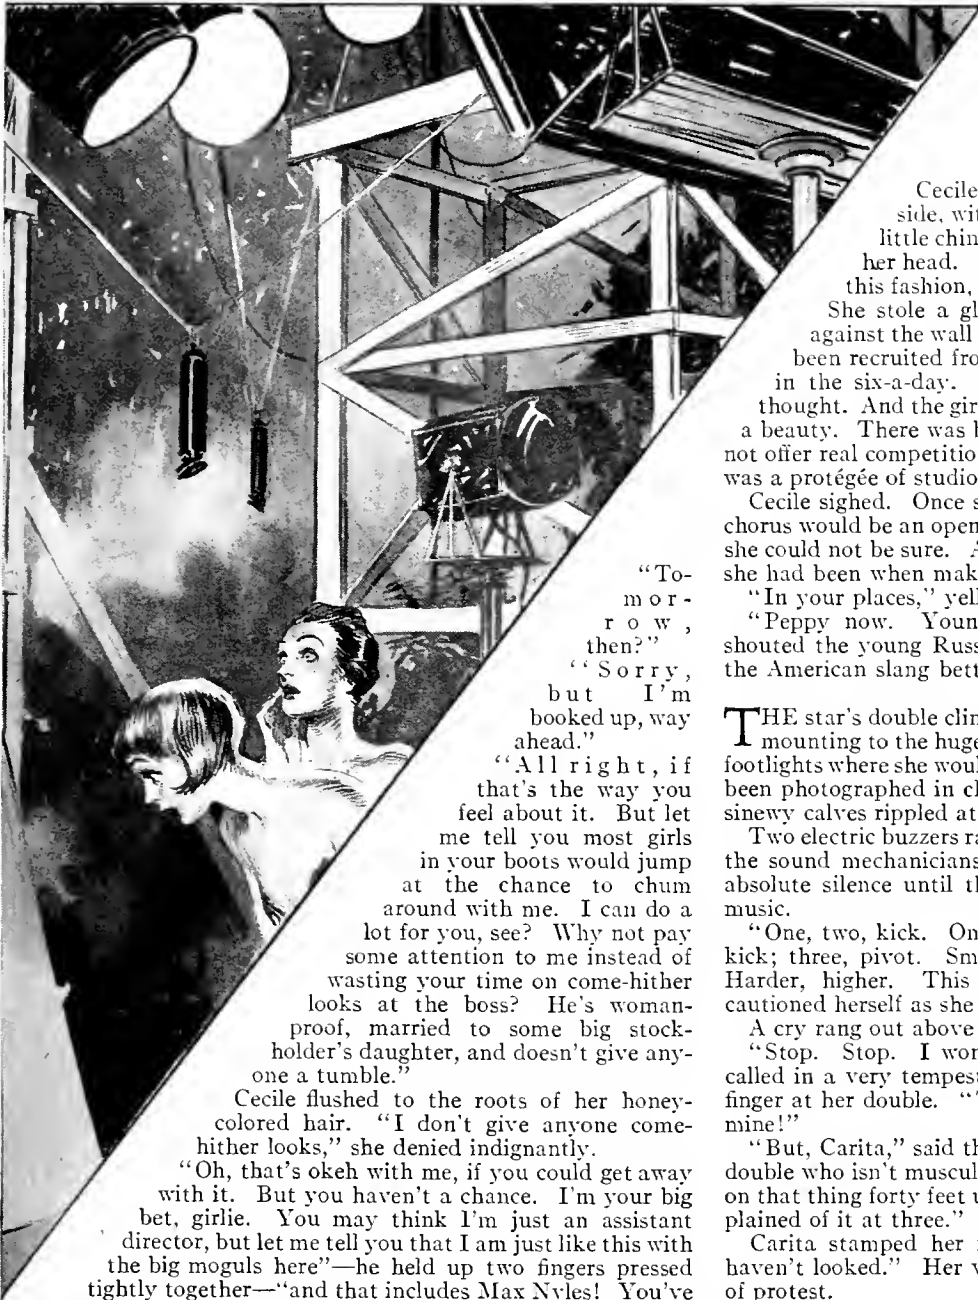 "To-
mor-
row,
then?"
"Sorry,
but I'm
booked up, way
ahead."
"All right, if
that's the way you
feel about it. But let
me tell you most girls
in your boots would jump
at the chance to chum
around with me. I can do a
lot for you, see? Why not pay
some attention to me instead of
wasting your time on come-hither
looks at the boss? He's woman-
proof, married to some big stock-
holder's daughter, and doesn't give any-
one a tumble."
Cecile flushed to the roots of her honey-
colored hair. "I don't give anyone come-
hither looks," she denied indignantly.
"Oh, that's okeh with me, if you could get away
with it. But you haven't a chance. I'm your big
bet, girlie. You may think I'm just an assistant
director, but let me tell you that I am just like this with
the big moguls here"—he held up two fingers pressed
tightly together—"and that includes Max Nyles! You've
Cecile
side, wit
little chin
her head.
this fashion,
She stole a gl
against the wall
been recruited fro
in the six-a-day.
thought. And the gir
a beauty. There was
not offer real competitio
was a protégée of studio
Cecile sighed. Once s
chorus would be an open
she could not be sure.
she had been when mak
"In your places," yell
"Peppy now. Youn
shouted the young Russ
the American slang bett
THE star's double clin
mounting to the huge
footlights where she woul
been photographed in cl
sinewy calves rippled at
Two electric buzzers ra
the sound mechanicians
absolute silence until th
music.
"One, two, kick. On
kick; three, pivot. Sm
Harder, higher. This
cautioned herself as she
A cry rang out above
"Stop. Stop. I won
called in a very tempest
finger at her double.
mine!"
"But, Carita," said th
double who isn't muscul
on that thing forty feet u
plained of it at three."
Carita stamped her
haven't looked." Her
of protest.